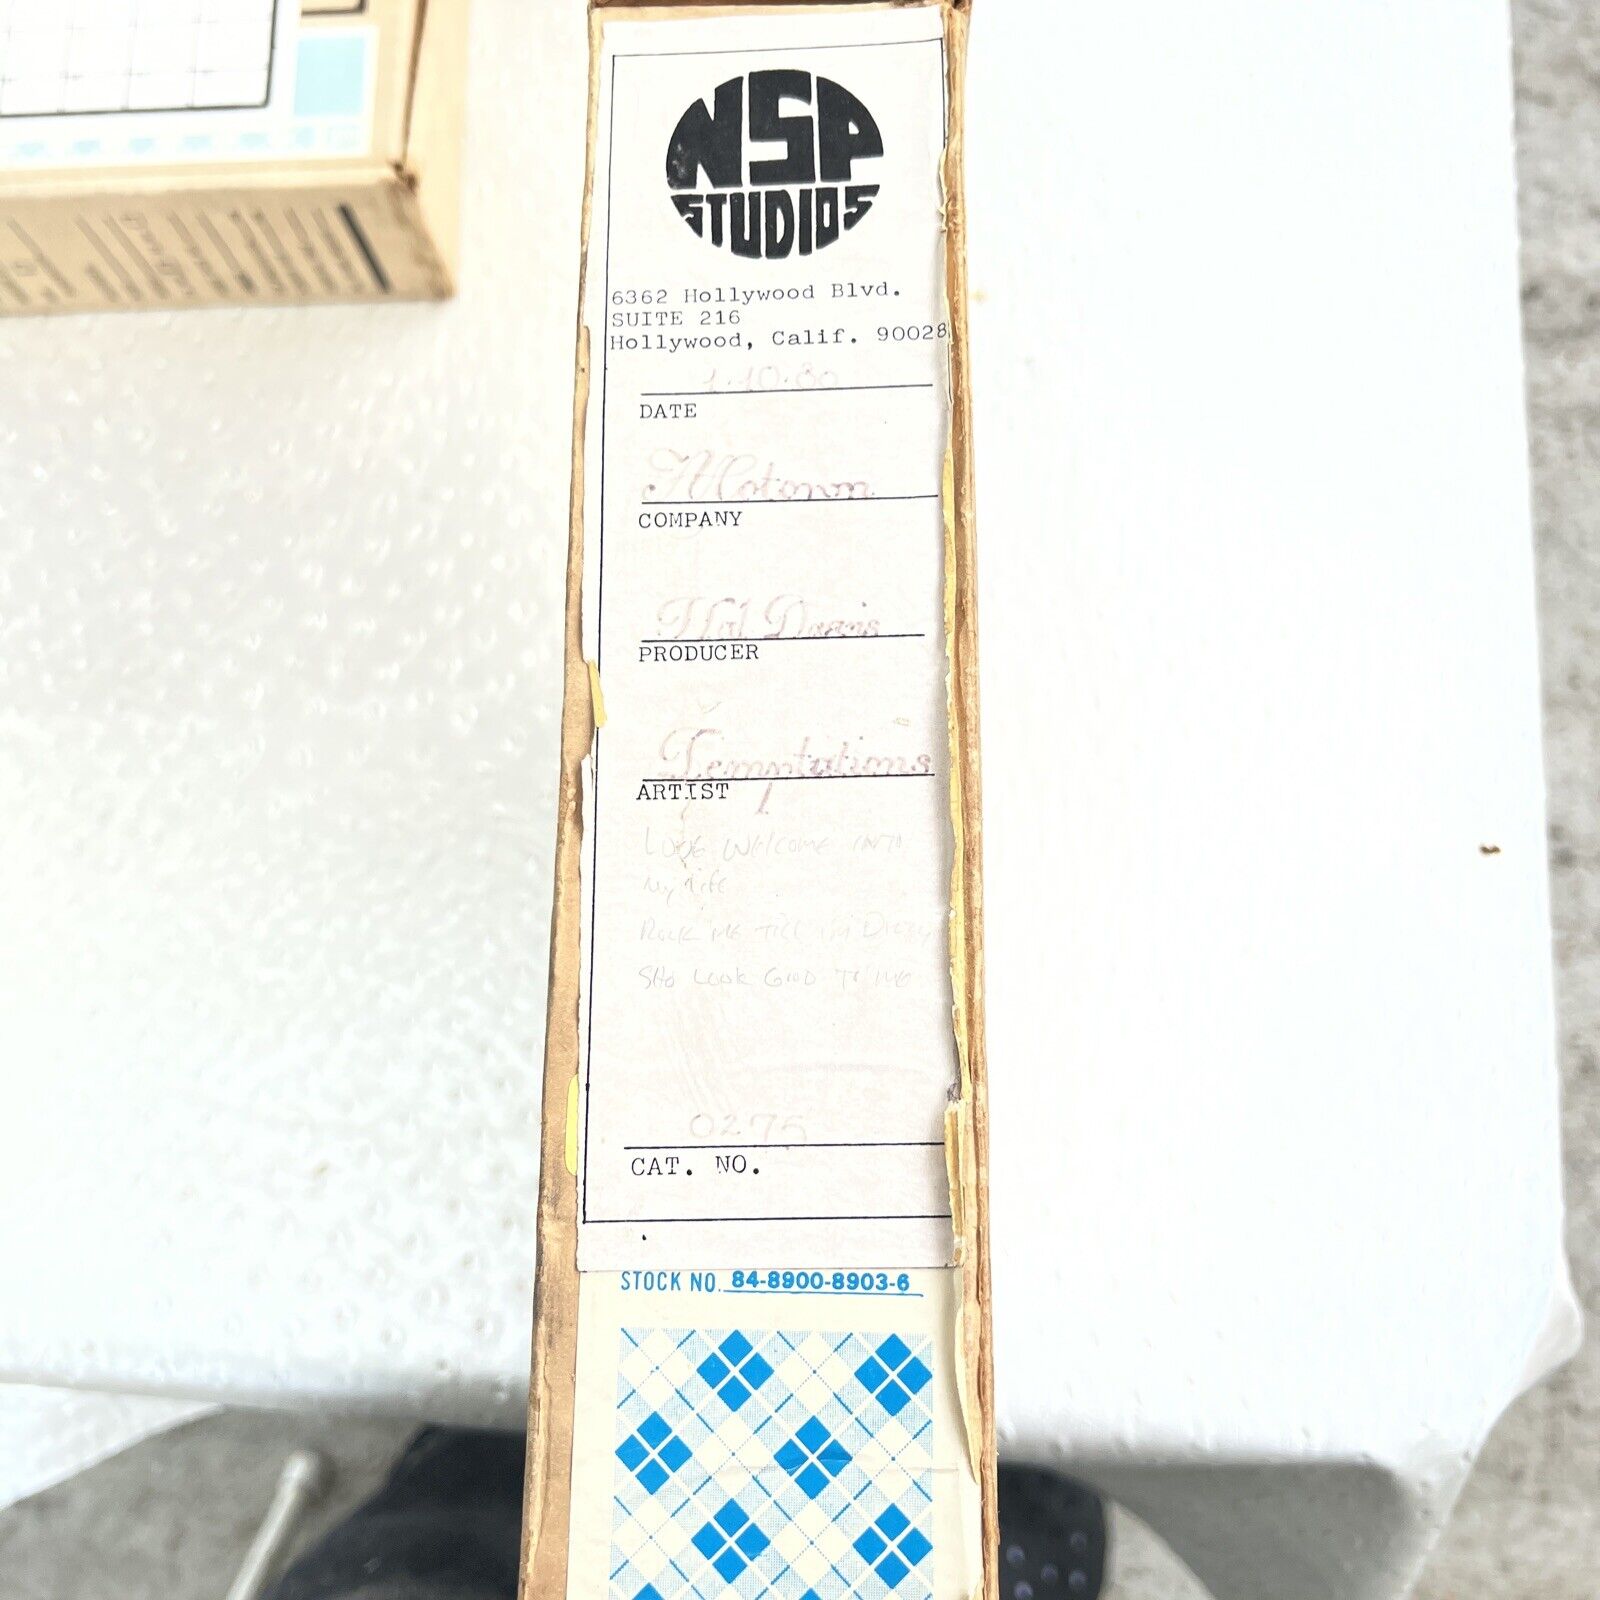 NSP
STUDIOS
6362 Hollywood Blvd.
SUITE 216
Hollywood, Calif. 90028
1.10.80
DATE
Motown
COMPANY
Hal Davis
PRODUCER
Temptations
ARTIST
LOVE WELCOME INTO
MY LIFE
ROCK ME TILL I'M DIZZY
SHO LOOK GOOD TO ME
0275
CAT. NO.
STOCK NO. 84-8900-8903-6